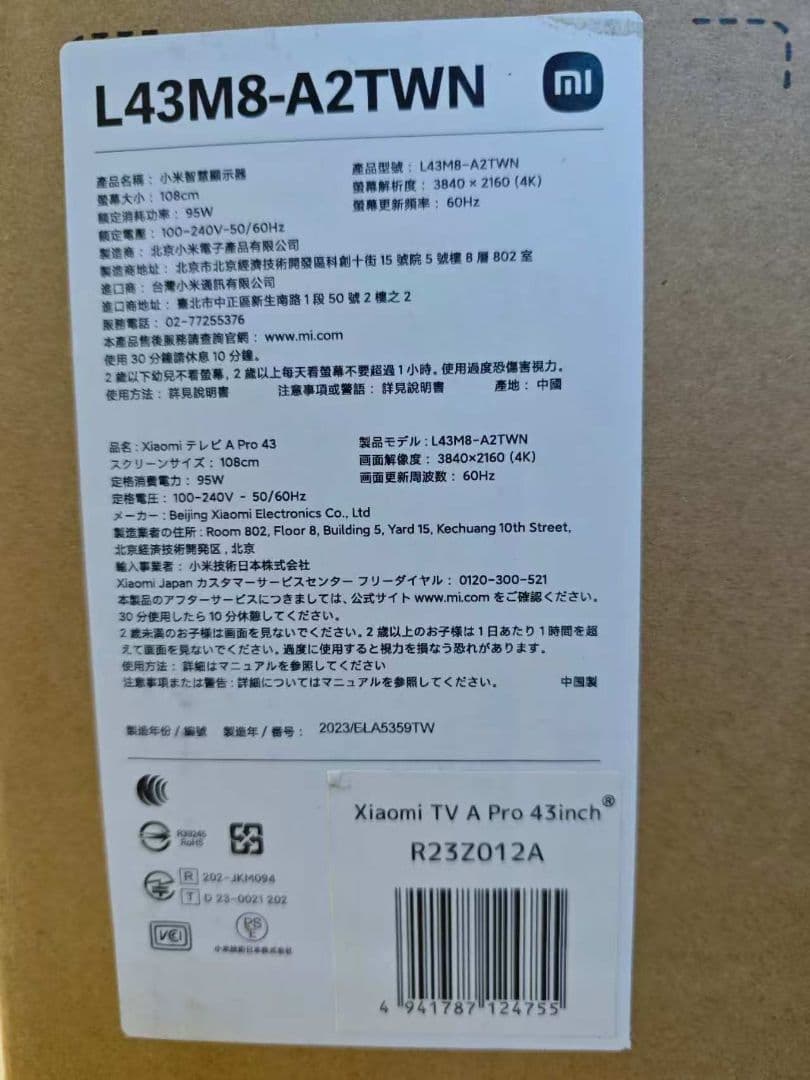 L43M8-A2TWN
mi
產品名稱：小米智慧顯示器
產品型號：L43M8-A2TWN
螢幕大小：108cm
螢幕解析度：3840 × 2160 (4K)
額定消耗功率：95W
螢幕更新頻率：60Hz
額定電壓：100-240V-50/60Hz
製造商：北京小米電子產品有限公司
製造商地址：北京市北京經濟技術開發區科創十街 15 號院 5 號樓 8 層 802 室
進口商：台灣小米通訊有限公司
進口商地址：臺北市中正區新生南路 1 段 50 號 2 樓之 2
服務電話：02-77255376
本產品售後服務請查詢官網：www.mi.com
使用 30 分鐘請休息 10 分鐘。
2 歲以下幼兒不看螢幕，2 歲以上每天看螢幕不要超過 1 小時。使用過度恐傷害視力。
使用方法：詳見說明書 注意事項或警語：詳見說明書 產地：中國
品名：Xiaomi テレビ A Pro 43
製品モデル：L43M8-A2TWN
スクリーンサイズ：108cm
画面解像度：3840×2160 (4K)
定格消費電力：95W
画面更新周波数：60Hz
定格電圧：100-240V - 50/60Hz
メーカー：Beijing Xiaomi Electronics Co., Ltd
製造業者の住所：Room 802, Floor 8, Building 5, Yard 15, Kechuang 10th Street,
北京経済技術開発区，北京
輸入事業者：小米技術日本株式会社
Xiaomi Japan カスタマーサービスセンター フリーダイヤル：0120-300-521
本製品のアフターサービスにつきましては、公式サイト www.mi.com をご確認ください。
30 分使用したら 10 分休憩してください。
2 歳未満のお子様は画面を見ないでください。2 歳以上のお子様は 1 日あたり 1 時間を超
えて画面を見ないでください。過度に使用すると視力を損なう恐れがあります。
使用方法：詳細はマニュアルを参照してください
注意事項または警告：詳細についてはマニュアルを参照してください。 中国製
製造年份 / 編號 製造年 / 番号： 2023/ELA5359TW
R38245
RoHS
R 202-JKM094
T D 23-0021 202
VCCI
PS
E
小米技術日本株式会社
Xiaomi TV A Pro 43inch®
R23Z012A
4 941787 124755